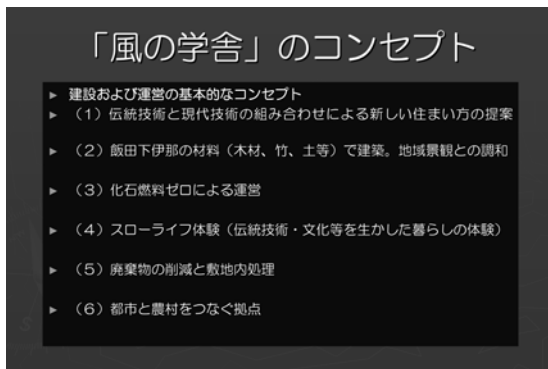 「風の学舎」のコンセプト
► 建設および運営の基本的なコンセプト
► （１）伝統技術と現代技術の組み合わせによる新しい住まい方の提案
► （２）飯田下伊那の材料（木材、竹、土等）で建築。地域景観との調和
► （３）化石燃料ゼロによる運営
► （４）スローライフ体験（伝統技術・文化等を生かした暮らしの体験）
► （５）廃棄物の削減と敷地内処理
► （６）都市と農村をつなぐ拠点